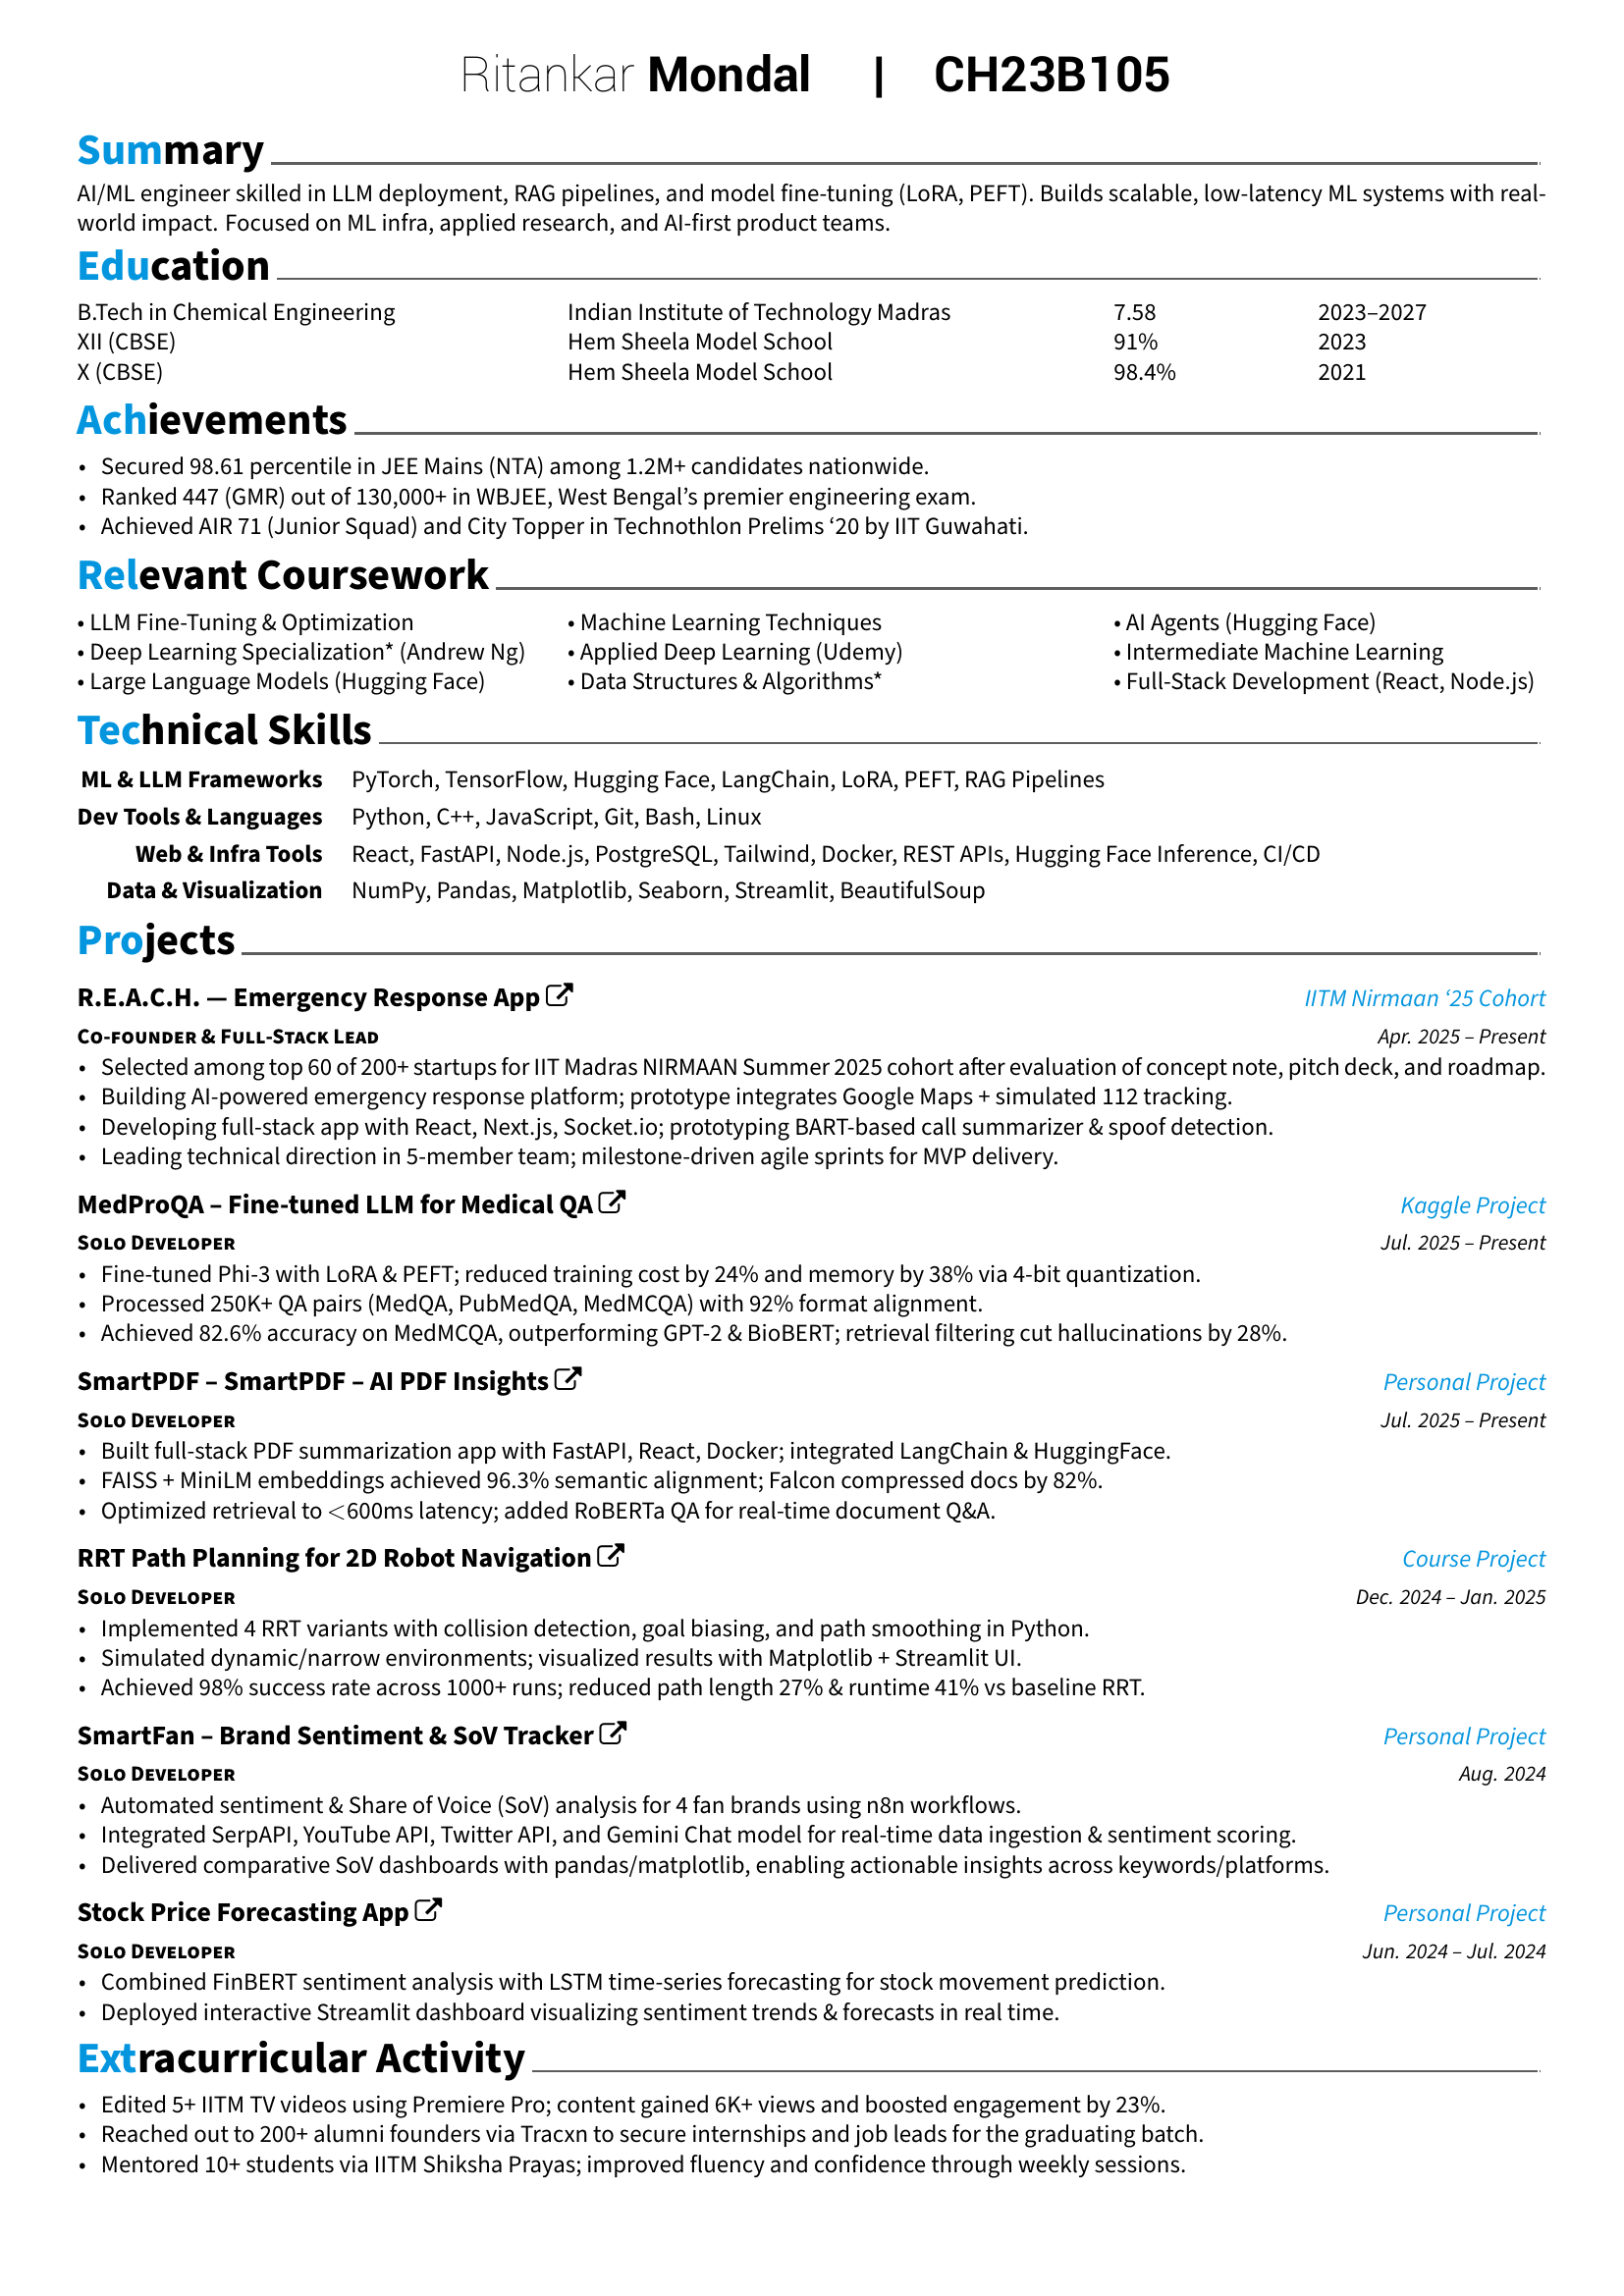 Ritankar Mondal | CH23B105
Summary
AI/ML engineer skilled in LLM deployment, RAG pipelines, and model fine-tuning (LoRA, PEFT). Builds scalable, low-latency ML systems with real-
world impact. Focused on ML infra, applied research, and AI-first product teams.
Education
B.Tech in Chemical Engineering Indian Institute of Technology Madras 7.58 2023–2027
XII (CBSE) Hem Sheela Model School 91% 2023
X (CBSE) Hem Sheela Model School 98.4% 2021
Achievements
• Secured 98.61 percentile in JEE Mains (NTA) among 1.2M+ candidates nationwide.
• Ranked 447 (GMR) out of 130,000+ in WBJEE, West Bengal’s premier engineering exam.
• Achieved AIR 71 (Junior Squad) and City Topper in Technothlon Prelims ‘20 by IIT Guwahati.
Relevant Coursework
• LLM Fine-Tuning & Optimization • Machine Learning Techniques • AI Agents (Hugging Face)
• Deep Learning Specialization* (Andrew Ng) • Applied Deep Learning (Udemy) • Intermediate Machine Learning
• Large Language Models (Hugging Face) • Data Structures & Algorithms* • Full-Stack Development (React, Node.js)
Technical Skills
ML & LLM Frameworks PyTorch, TensorFlow, Hugging Face, LangChain, LoRA, PEFT, RAG Pipelines
Dev Tools & Languages Python, C++, JavaScript, Git, Bash, Linux
Web & Infra Tools React, FastAPI, Node.js, PostgreSQL, Tailwind, Docker, REST APIs, Hugging Face Inference, CI/CD
Data & Visualization NumPy, Pandas, Matplotlib, Seaborn, Streamlit, BeautifulSoup
Projects
R.E.A.C.H. — Emergency Response App IITM Nirmaan ‘25 Cohort
Co-founder & Full-Stack Lead Apr. 2025 – Present
• Selected among top 60 of 200+ startups for IIT Madras NIRMAAN Summer 2025 cohort after evaluation of concept note, pitch deck, and roadmap.
• Building AI-powered emergency response platform; prototype integrates Google Maps + simulated 112 tracking.
• Developing full-stack app with React, Next.js, Socket.io; prototyping BART-based call summarizer & spoof detection.
• Leading technical direction in 5-member team; milestone-driven agile sprints for MVP delivery.
MedProQA – Fine-tuned LLM for Medical QA Kaggle Project
Solo Developer Jul. 2025 – Present
• Fine-tuned Phi-3 with LoRA & PEFT; reduced training cost by 24% and memory by 38% via 4-bit quantization.
• Processed 250K+ QA pairs (MedQA, PubMedQA, MedMCQA) with 92% format alignment.
• Achieved 82.6% accuracy on MedMCQA, outperforming GPT-2 & BioBERT; retrieval filtering cut hallucinations by 28%.
SmartPDF – SmartPDF – AI PDF Insights Personal Project
Solo Developer Jul. 2025 – Present
• Built full-stack PDF summarization app with FastAPI, React, Docker; integrated LangChain & HuggingFace.
• FAISS + MiniLM embeddings achieved 96.3% semantic alignment; Falcon compressed docs by 82%.
• Optimized retrieval to <600ms latency; added RoBERTa QA for real-time document Q&A.
RRT Path Planning for 2D Robot Navigation Course Project
Solo Developer Dec. 2024 – Jan. 2025
• Implemented 4 RRT variants with collision detection, goal biasing, and path smoothing in Python.
• Simulated dynamic/narrow environments; visualized results with Matplotlib + Streamlit UI.
• Achieved 98% success rate across 1000+ runs; reduced path length 27% & runtime 41% vs baseline RRT.
SmartFan – Brand Sentiment & SoV Tracker Personal Project
Solo Developer Aug. 2024
• Automated sentiment & Share of Voice (SoV) analysis for 4 fan brands using n8n workflows.
• Integrated SerpAPI, YouTube API, Twitter API, and Gemini Chat model for real-time data ingestion & sentiment scoring.
• Delivered comparative SoV dashboards with pandas/matplotlib, enabling actionable insights across keywords/platforms.
Stock Price Forecasting App Personal Project
Solo Developer Jun. 2024 – Jul. 2024
• Combined FinBERT sentiment analysis with LSTM time-series forecasting for stock movement prediction.
• Deployed interactive Streamlit dashboard visualizing sentiment trends & forecasts in real time.
Extracurricular Activity
• Edited 5+ IITM TV videos using Premiere Pro; content gained 6K+ views and boosted engagement by 23%.
• Reached out to 200+ alumni founders via Tracxn to secure internships and job leads for the graduating batch.
• Mentored 10+ students via IITM Shiksha Prayas; improved fluency and confidence through weekly sessions.